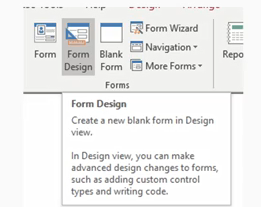 Help Design Arrange
Form Form Design Blank Form Form Wizard
Navigation
More Forms
Forms
Form Design
Create a new blank form in Design
view.
In Design view, you can make
advanced design changes to forms,
such as adding custom control
types and writing code.